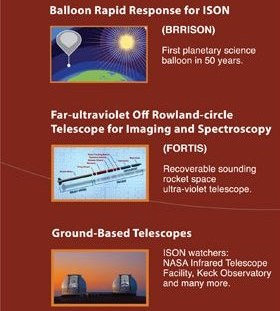 Balloon Rapid Response for ISON
(BRRISON)
First planetary science
balloon in 50 years.
Far-ultraviolet Off Rowland-circle
Telescope for Imaging and Spectroscopy
(FORTIS)
Recoverable sounding
rocket space
ultra-violet telescope.
Ground-Based Telescopes
ISON watchers:
NASA Infrared Telescope
Facility, Keck Observatory
and many more.